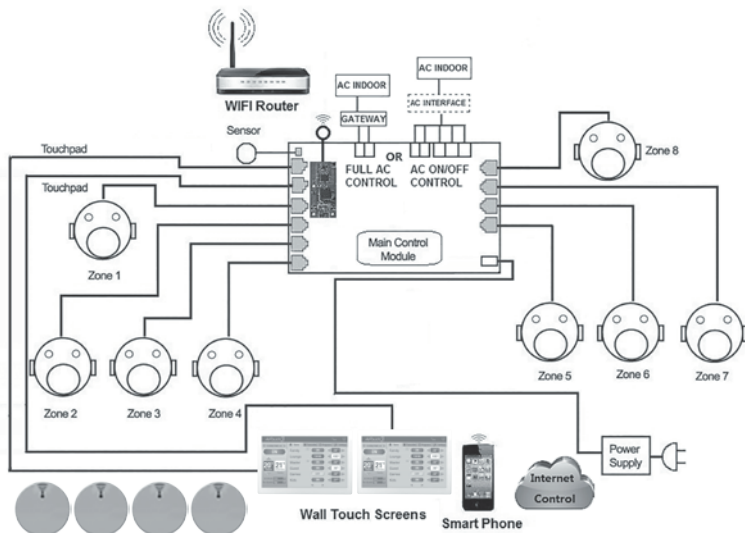 WIFI Router
AC INDOOR
AC INDOOR
GATEWAY
AC INTERFACE
Sensor
Touchpad
Touchpad
FULL AC
CONTROL
OR
AC ON/OFF
CONTROL
Main Control
Module
Zone 8
Zone 1
Zone 2
Zone 3
Zone 4
Zone 5
Zone 6
Zone 7
Power
Supply
Internet
Control
Wall Touch Screens
Smart Phone